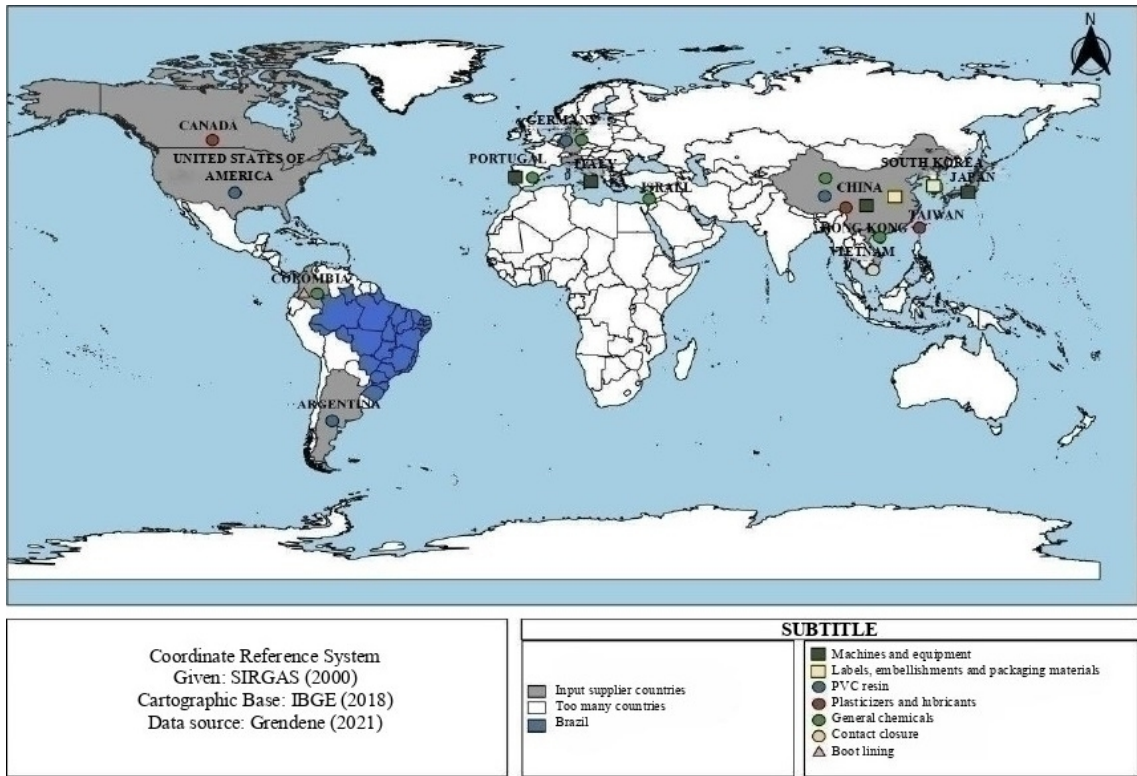 N
CANADA
UNITED STATES OF
AMERICA
GERMANY
PORTUGAL
ITALY
ISRAEL
SOUTH KOREA
JAPAN
CHINA
TAIWAN
HONG KONG
VIETNAM
COLOMBIA
ARGENTINA
Coordinate Reference System
Given: SIRGAS (2000)
Cartographic Base: IBGE (2018)
Data source: Grendene (2021)
SUBTITLE
Input supplier countries
Too many countries
Brazil
Machines and equipment
Labels, embellishments and packaging materials
PVC resin
Plasticizers and lubricants
General chemicals
Contact closure
Boot lining